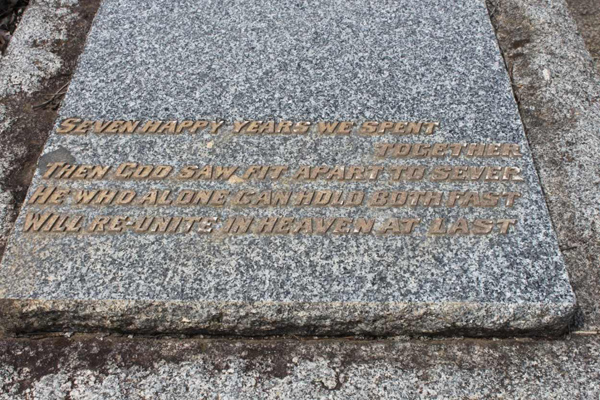 SEVEN HAPPY YEARS WE SPENT
TOGETHER
THEN GOD SAW FIT APART TO SEVER
HE WHO ALONE CAN HOLD BOTH FAST
WILL RE-UNITE IN HEAVEN AT LAST